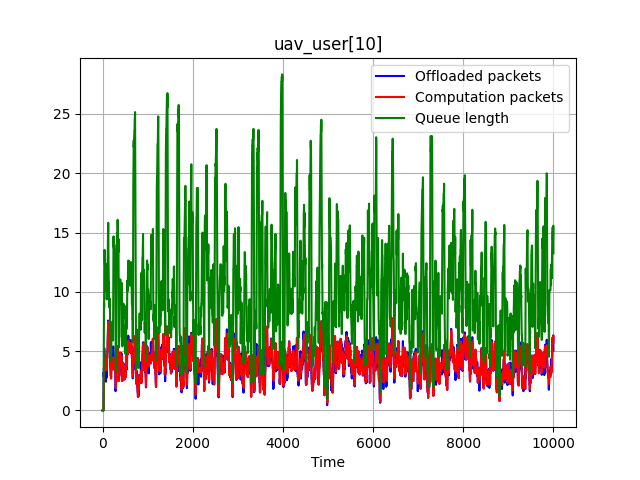 uav_user[10]
Offloaded packets
Computation packets
Queue length
25
20
15
10
5
0
0 2000 4000 6000 8000 10000
Time